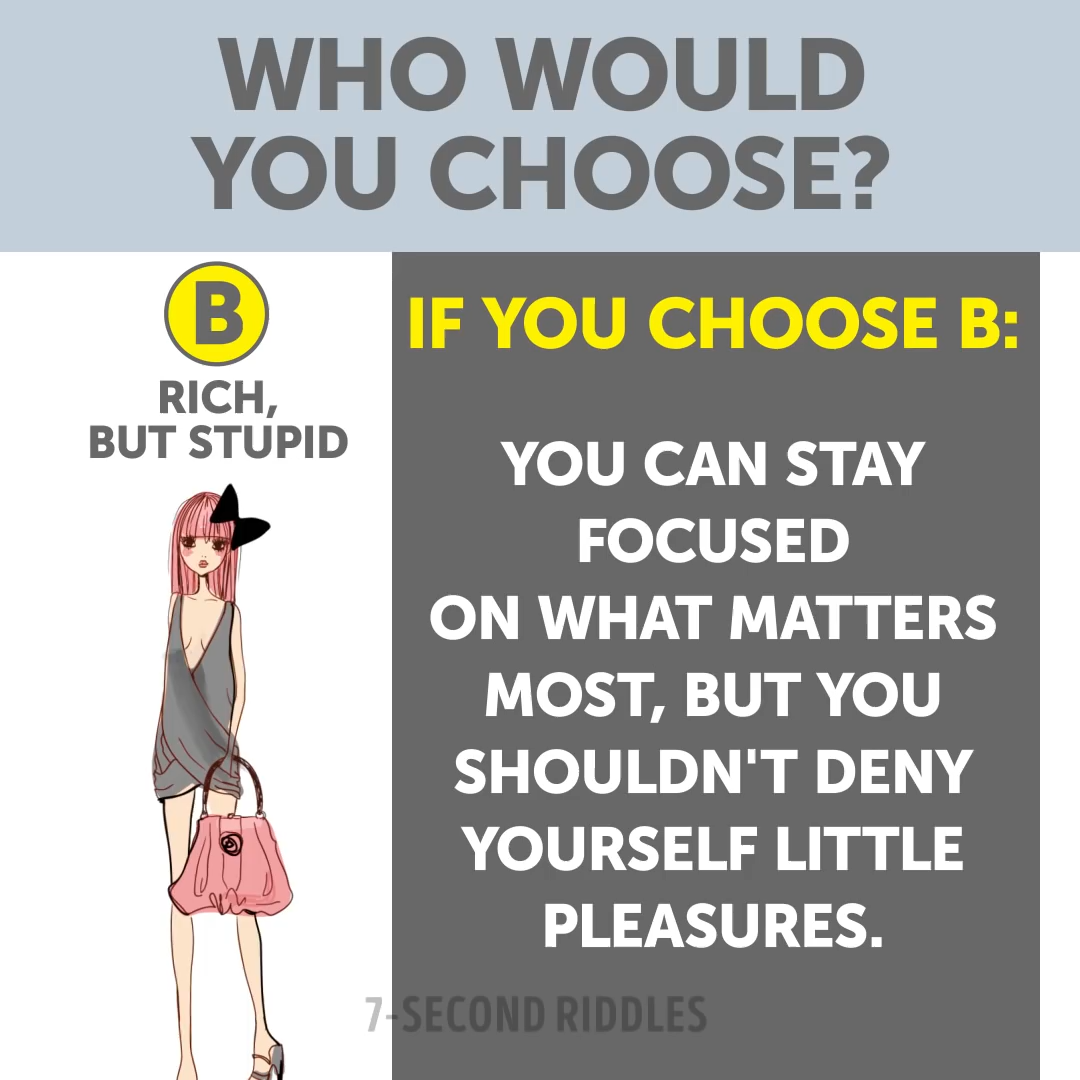 WHO WOULD
YOU CHOOSE?
B
RICH,
BUT STUPID
IF YOU CHOOSE B:
YOU CAN STAY
FOCUSED
ON WHAT MATTERS
MOST, BUT YOU
SHOULDN'T DENY
YOURSELF LITTLE
PLEASURES.
7-SECOND RIDDLES